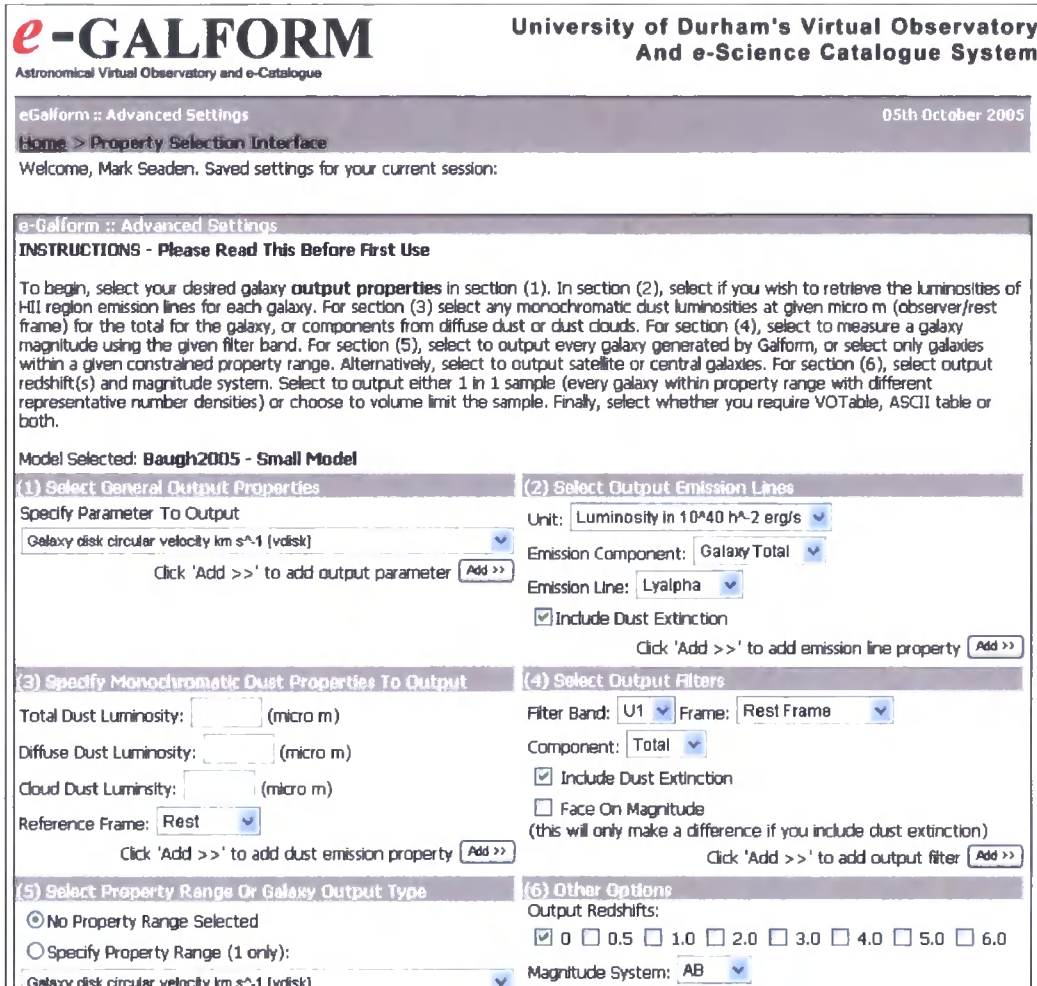 e-GALFORM
Astronomical Virtual Observatory and e-Catalogue
University of Durham's Virtual Observatory
And e-Science Catalogue System
eGalform :: Advanced Settings
05th October 2005
Home > Property Selection Interface
Welcome, Mark Seaden. Saved settings for your current session:
e-Galform :: Advanced Settings
INSTRUCTIONS - Please Read This Before First Use
To begin, select your desired galaxy output properties in section (1). In section (2), select if you wish to retrieve the luminosities of
HII region emission lines for each galaxy. For section (3) select any monochromatic dust luminosities at given micro m (observer/rest
frame) for the total for the galaxy, or components from diffuse dust or dust clouds. For section (4), select to measure a galaxy
magnitude using the given filter band. For section (5), select to output every galaxy generated by Galform, or select only galaxies
within a given constrained property range. Alternatively, select to output satellite or central galaxies. For section (6), select output
redshift(s) and magnitude system. Select to output either 1 in 1 sample (every galaxy within property range with different
representative number densities) or choose to volume limit the sample. Finally, select whether you require VOTable, ASCII table or
both.
Model Selected: Baugh2005 - Small Model
(1) Select General Output Properties
Specify Parameter To Output
Galaxy disk circular velocity km s^-1 [vdisk]
Click 'Add >>' to add output parameter Add >>
(2) Select Output Emission Lines
Unit: Luminosity in 10^40 h^-2 erg/s
Emission Component: Galaxy Total
Emission Line: Lyalpha
Include Dust Extinction
Click 'Add >>' to add emission line property Add >>
(3) Specify Monochromatic Dust Properties To Output
Total Dust Luminosity: (micro m)
Diffuse Dust Luminosity: (micro m)
Cloud Dust Luminsity: (micro m)
Reference Frame: Rest
Click 'Add >>' to add dust emission property Add >>
(4) Select Output Filters
Filter Band: U1 Frame: Rest Frame
Component: Total
Include Dust Extinction
Face On Magnitude
(this will only make a difference if you include dust extinction)
Click 'Add >>' to add output filter Add >>
(5) Select Property Range Or Galaxy Output Type
No Property Range Selected
Specify Property Range (1 only):
Galaxy disk circular velocity km s^-1 [vdisk]
(6) Other Options
Output Redshifts:
0 0.5 1.0 2.0 3.0 4.0 5.0 6.0
Magnitude System: AB